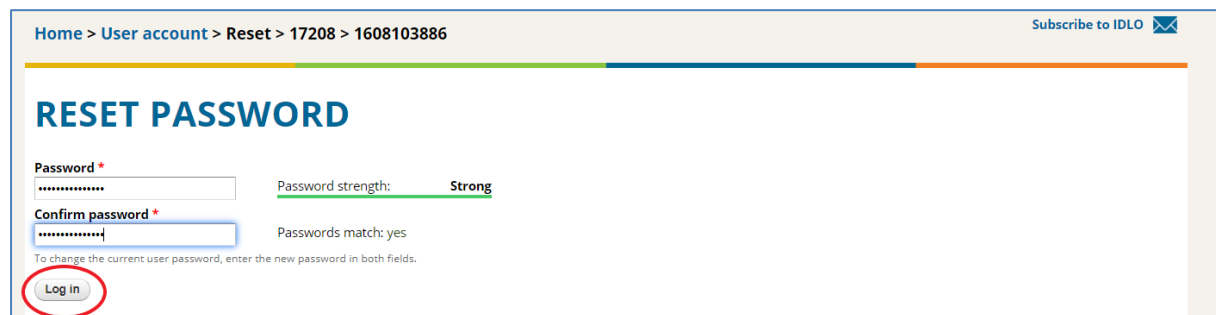 Subscribe to IDLO
Home > User account > Reset > 17208 > 1608103886
RESET PASSWORD
Password *
Password strength: Strong
Confirm password *
Passwords match: yes
To change the current user password, enter the new password in both fields.
Log in